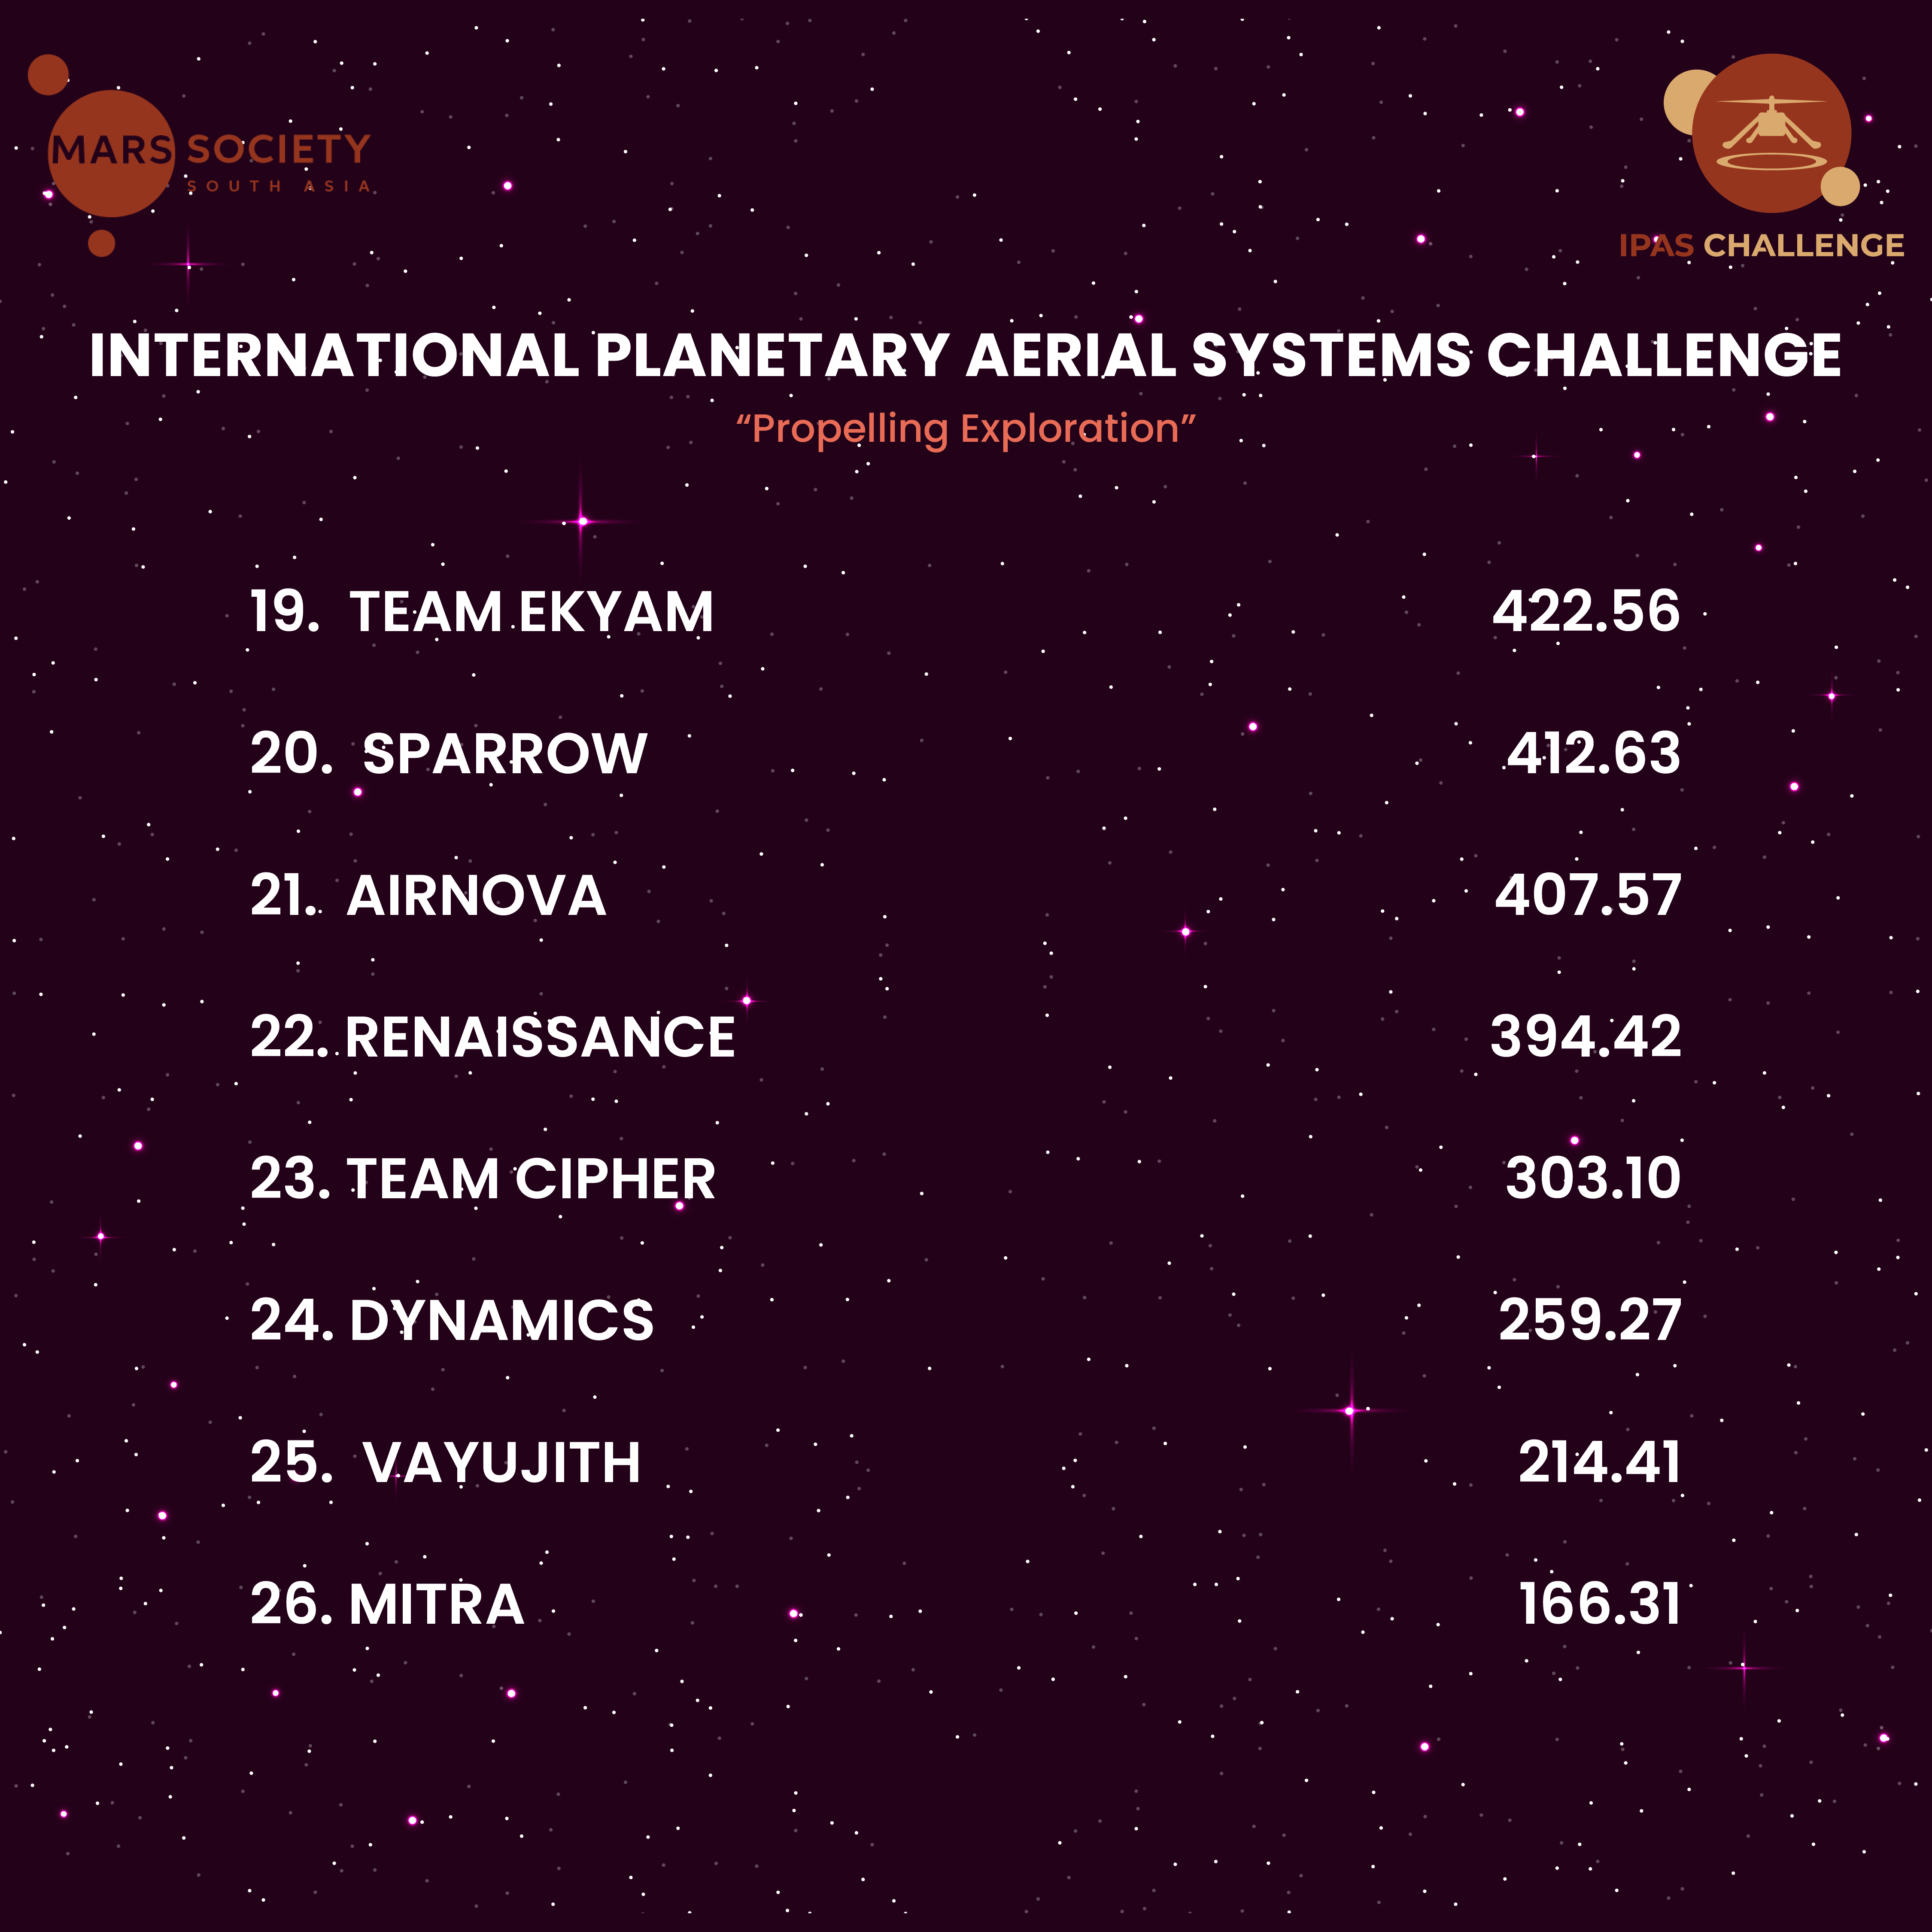 MARS SOCIETY
SOUTH ASIA
IPAS CHALLENGE
INTERNATIONAL PLANETARY AERIAL SYSTEMS CHALLENGE
“Propelling Exploration”
19. TEAM EKYAM 422.56
20. SPARROW 412.63
21. AIRNOVA 407.57
22. RENAISSANCE 394.42
23. TEAM CIPHER 303.10
24. DYNAMICS 259.27
25. VAYUJITH 214.41
26. MITRA 166.31